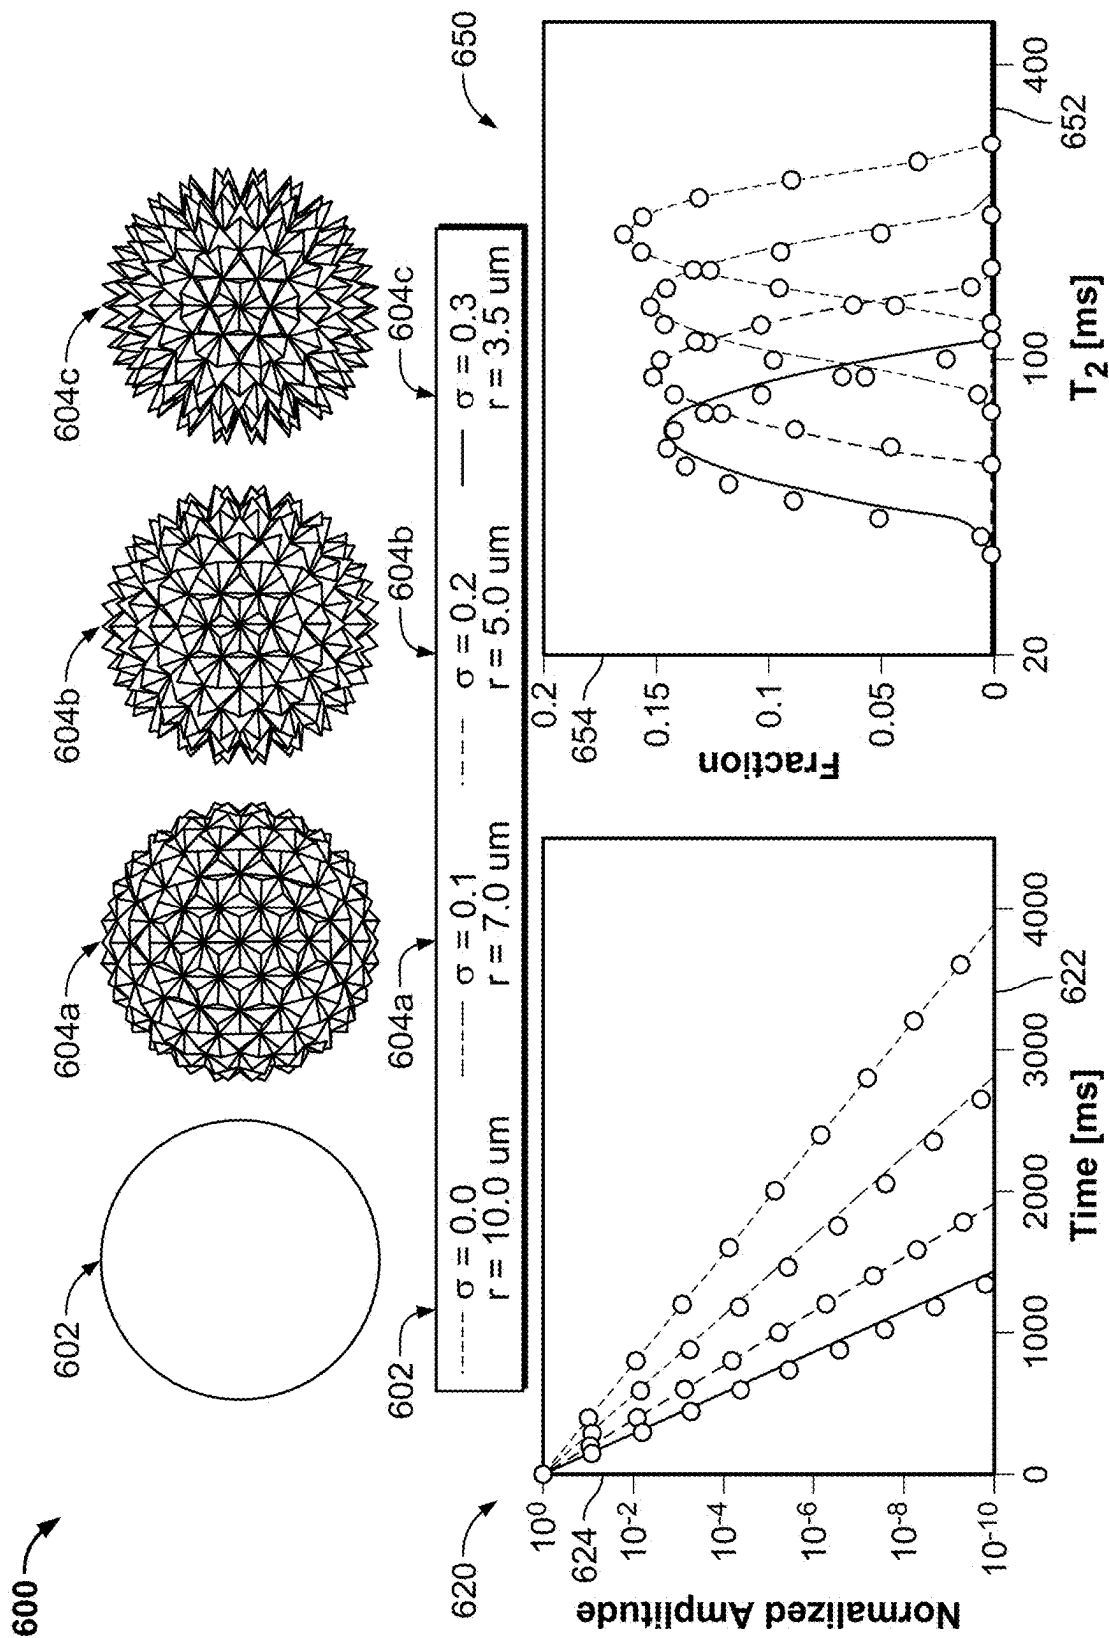 600
602
604a
604b
604c
602
604a
604b
604c
σ = 0.0
r = 10.0 um
σ = 0.1
r = 7.0 um
σ = 0.2
r = 5.0 um
σ = 0.3
r = 3.5 um
620
Normalized Amplitude
10⁰
10⁻²
10⁻⁴
10⁻⁶
10⁻⁸
10⁻¹⁰
624
0
1000
2000
3000
4000
622
Time [ms]
650
Fraction
0.2
0.15
0.1
0.05
0
654
20
100
400
652
T₂ [ms]